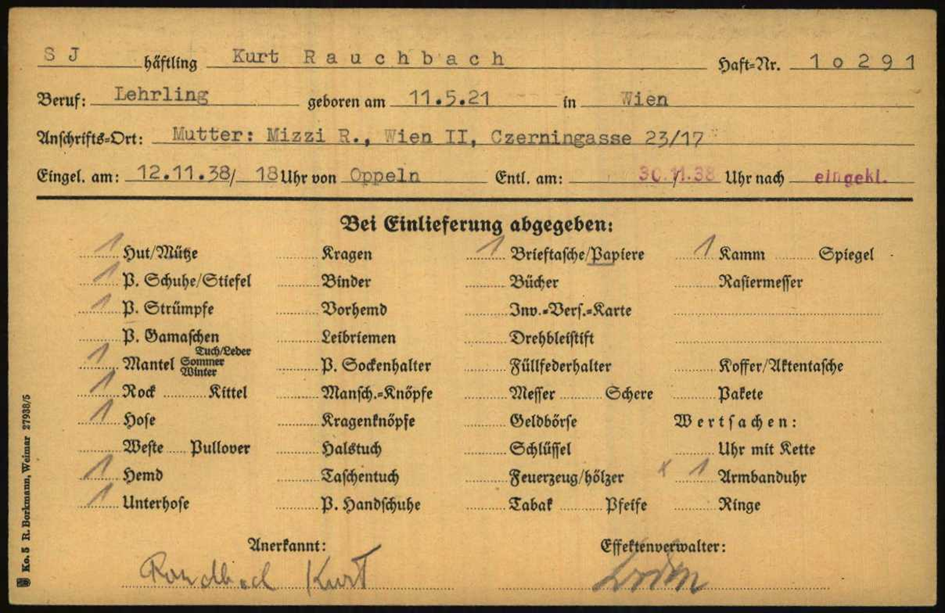 S J häftling Kurt R a u c h b a c h Haft-Nr. 1 o 2 9 1
Beruf: Lehrling geboren am 11.5.21 in Wien
Anschrifts-Ort: Mutter: Mizzi R., Wien II, Czerningasse 23/17
Eingel. am: 12.11.38/ 18 Uhr von Oppeln Entl. am: 30.11.38 Uhr nach eingekl.
Bei Einlieferung abgegeben:
1 Hut/Mütze Kragen 1 Brieftasche/Papiere 1 Kamm Spiegel
1 P. Schuhe/Stiefel Binder Bücher Rasiermesser
1 P. Strümpfe Vorhemd Inv.-Vers.-Karte
P. Gamaschen Leibriemen Drehbleistift
1 Mantel Tuch/Leder Sommer Winter P. Sockenhalter Füllfederhalter Koffer/Aktentasche
1 Rock Kittel Mansch.-Knöpfe Messer Schere Pakete
1 Hose Kragenknöpfe Geldbörse Wertsachen:
Weste Pullover Halstuch Schlüssel Uhr mit Kette
1 Hemd Taschentuch Feuerzeug/hölzer x 1 Armbanduhr
1 Unterhose P. Handschuhe Tabak Pfeife Ringe
Anerkannt: Effektenverwalter:
Kurt
Ko. 5 R. Borkmann, Weimar 27938/5